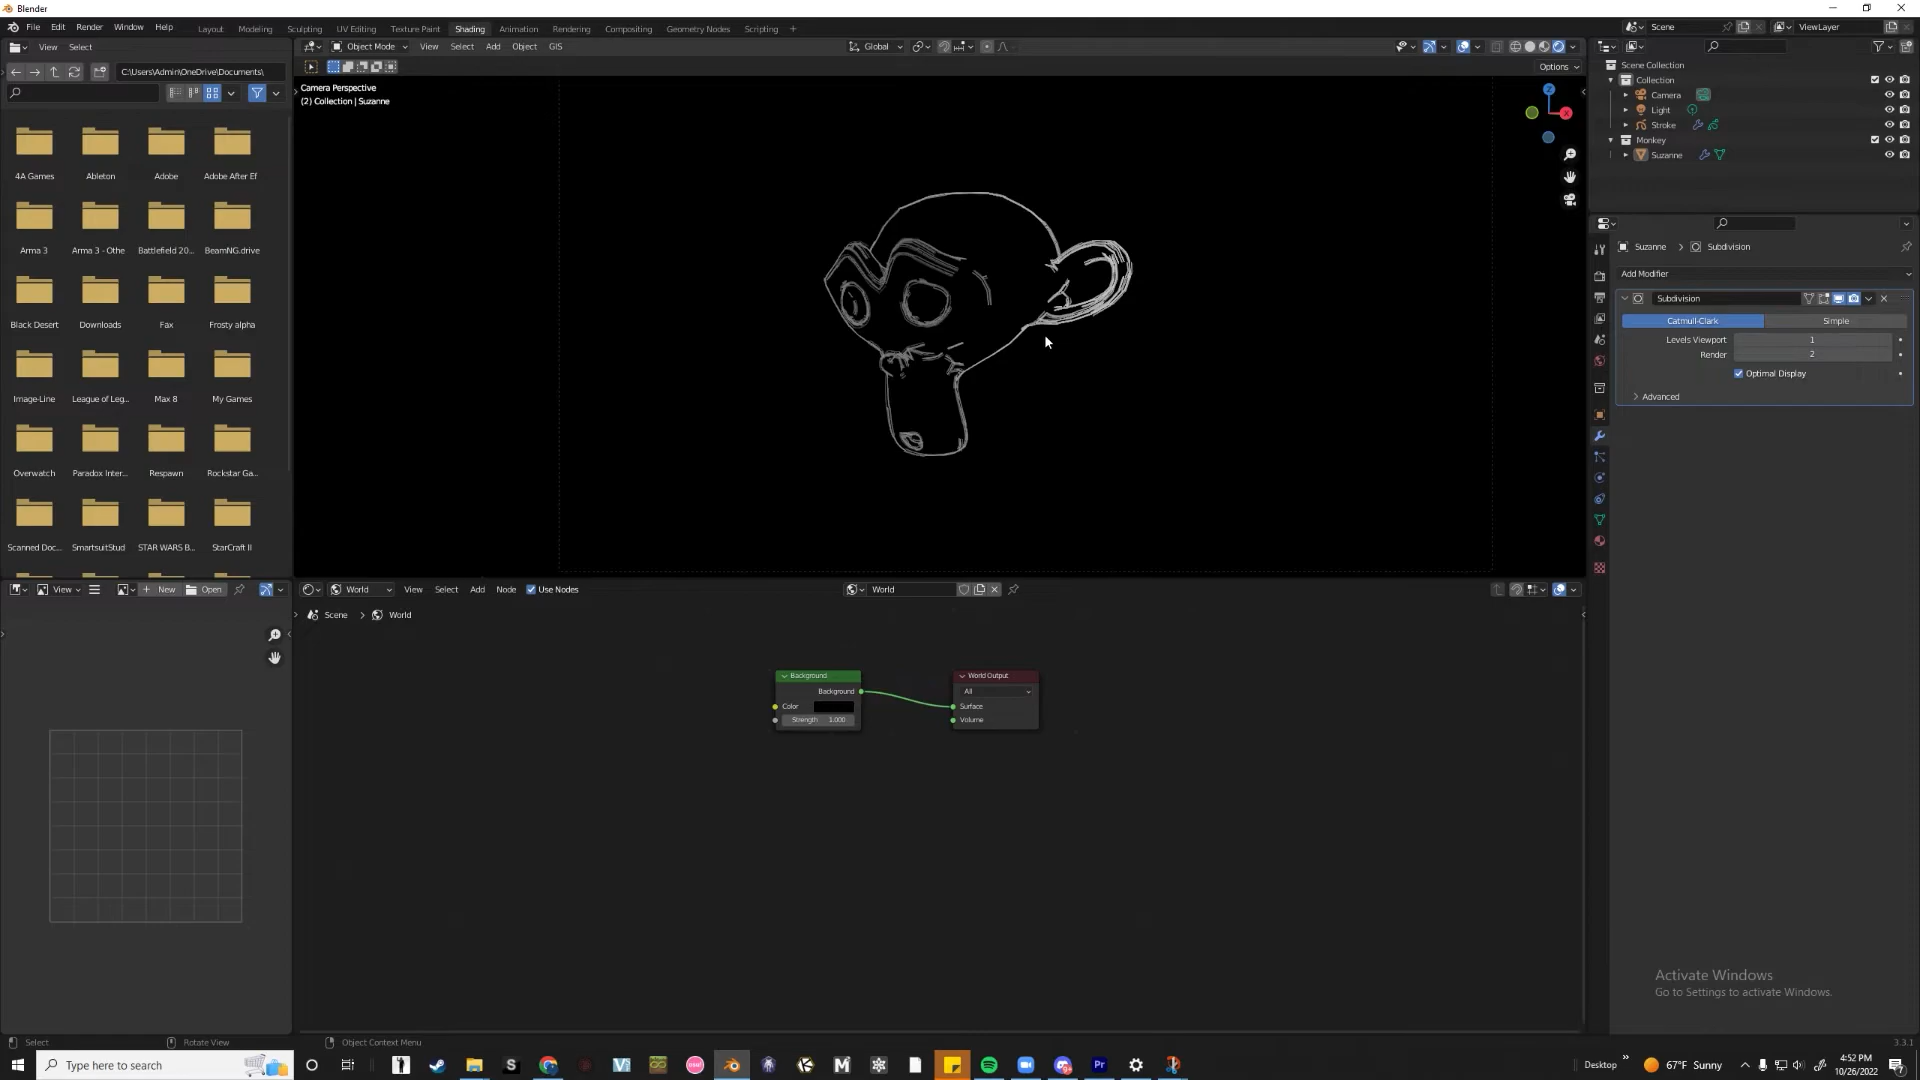 Blender
File Edit Render Window Help
Layout Modeling Sculpting UV Editing Texture Paint Shading Animation Rendering Compositing Geometry Nodes Scripting +
Scene
ViewLayer
View Select
Object Mode View Select Add Object GIS
Global
C:\Users\Admin\OneDrive\Documents\
Options
Camera Perspective
(2) Collection | Suzanne
Z
X
Scene Collection
Collection
Camera
Light
Stroke
Monkey
Suzanne
4A Games Ableton Adobe Adobe After Ef
Arma 3 Arma 3 - Othe Battlefield 20... BeamNG.drive
Black Desert Downloads Fax Frosty alpha
Image-Line League of Leg... Max 8 My Games
Overwatch Paradox Inter... Respawn Rockstar Ga...
Scanned Doc... SmartsuitStud STAR WARS B... StarCraft II
Suzanne > Subdivision
Add Modifier
Subdivision
Catmull-Clark Simple
Levels Viewport 1
Render 2
Optimal Display
Advanced
View + New Open
World View Select Add Node Use Nodes World
Scene > World
Background
Background
Color
Strength 1.000
World Output
All
Surface
Volume
Activate Windows
Go to Settings to activate Windows.
Select Rotate View Object Context Menu 3.3.1
Type here to search
Desktop
67°F Sunny
4:52 PM
10/26/2022